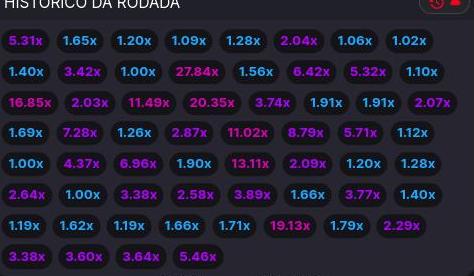 HISTÓRICO DA RODADA
5.31x 1.65x 1.20x 1.09x 1.28x 2.04x 1.06x 1.02x
1.40x 3.42x 1.00x 27.84x 1.56x 6.42x 5.32x 1.10x
16.85x 2.03x 11.49x 20.35x 3.74x 1.91x 1.91x 2.07x
1.69x 7.28x 1.26x 2.87x 11.02x 8.79x 5.71x 1.12x
1.00x 4.37x 6.96x 1.90x 13.11x 2.09x 1.20x 1.28x
2.64x 1.00x 3.38x 2.58x 3.89x 1.66x 3.77x 1.40x
1.19x 1.62x 1.19x 1.66x 1.71x 19.13x 1.79x 2.29x
3.38x 3.60x 3.64x 5.46x